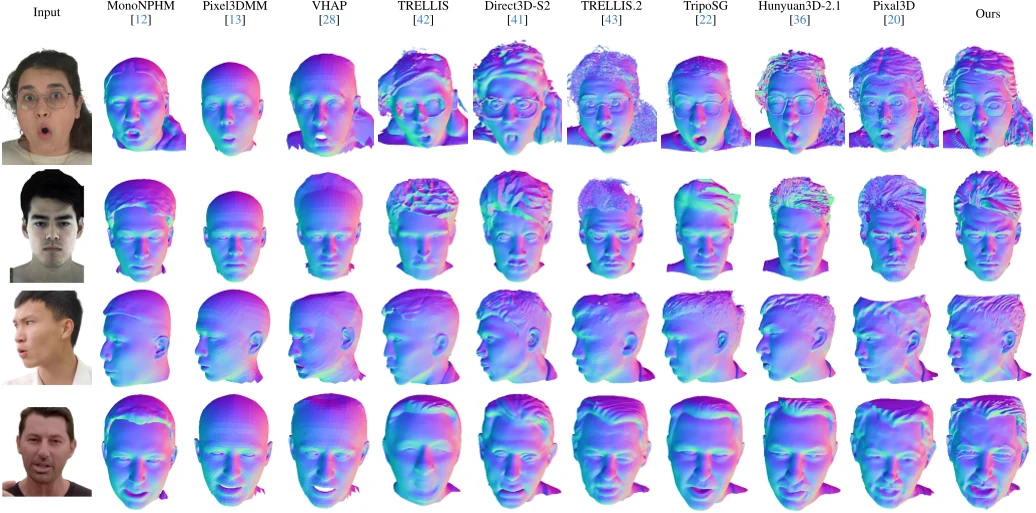 Input MonoNPHM Pixel3DMM VHAP TRELLIS Direct3D-S2 TRELLIS.2 TripoSG Hunyuan3D-2.1 Pixal3D Ours
[12] [13] [28] [42] [41] [43] [22] [36] [20]